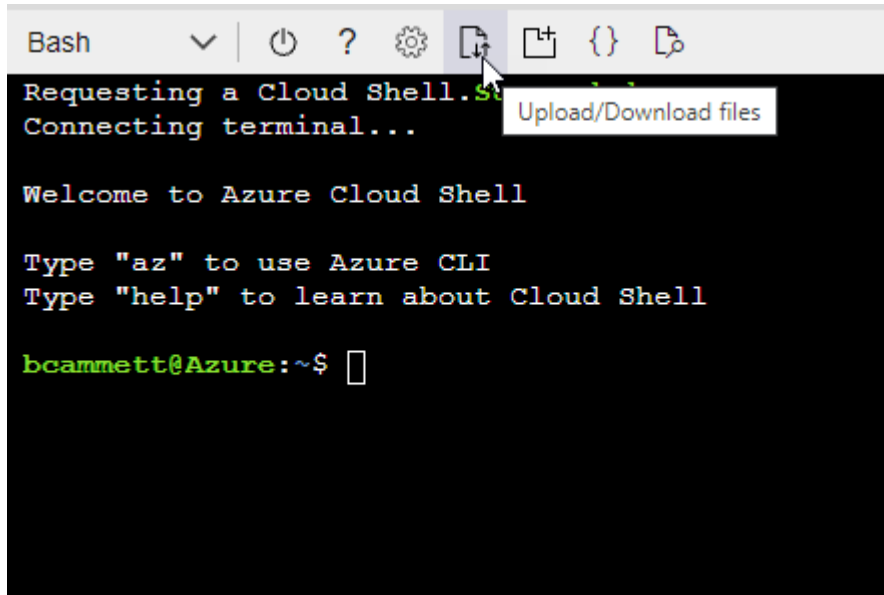 Bash ? { }
Requesting a Cloud Shell.
Upload/Download files
Connecting terminal...
Welcome to Azure Cloud Shell
Type "az" to use Azure CLI
Type "help" to learn about Cloud Shell
bcammett@Azure:~$